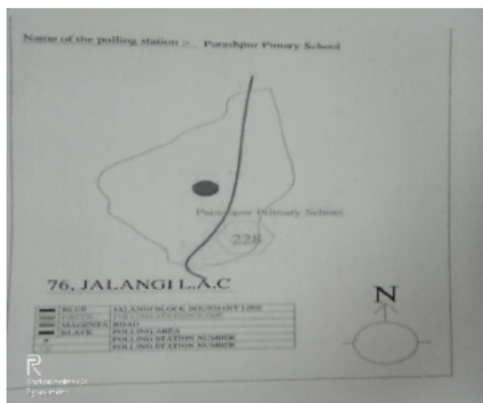 Name of the polling station :- Parashpur Pimary School
Parashpur Primary School
228
76, JALANGI L.A.C
N
BLUE JALANGI BLOCK BOUNDARY LINE
GREEN POLLING STATION NAME
MAGENTA ROAD
BLACK POLLING AREA
POLLING STATION NUMBER
POLLING STATION NUMBER
R